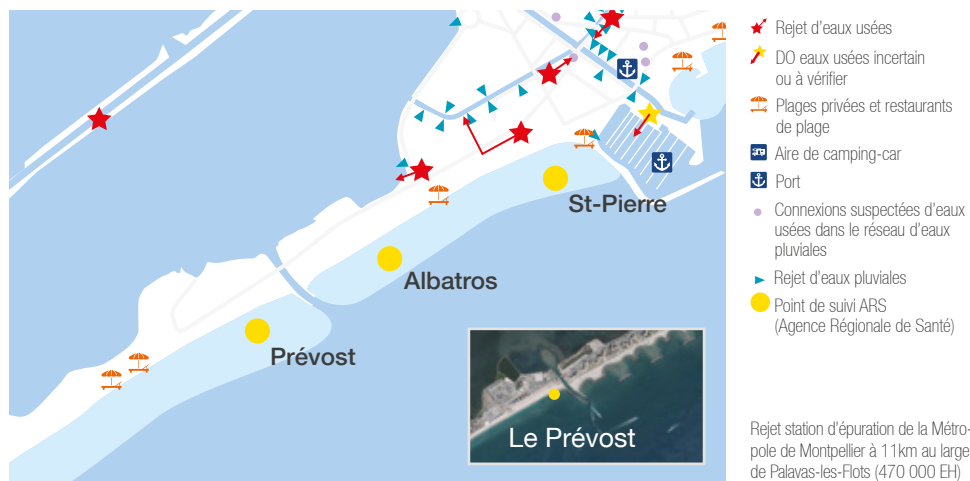 St-Pierre
Albatros
Prévost
Le Prévost
Rejet d'eaux usées
DO eaux usées incertain
ou à vérifier
Plages privées et restaurants
de plage
Aire de camping-car
Port
Connexions suspectées d'eaux
usées dans le réseau d'eaux
pluviales
Rejet d'eaux pluviales
Point de suivi ARS
(Agence Régionale de Santé)
Rejet station d'épuration de la Métro-
pole de Montpellier à 11km au large
de Palavas-les-Flots (470 000 EH)